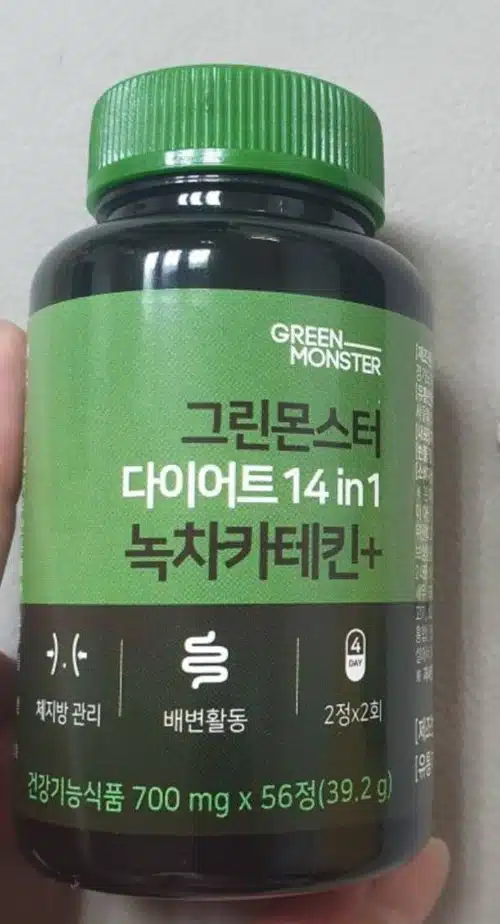 GREEN
MONSTER
그린몬스터
다이어트 14 in 1
녹차카테킨+
체지방 관리
배변활동
4
DAY
2정x2회
건강기능식품 700 mg x 56정(39.2 g)